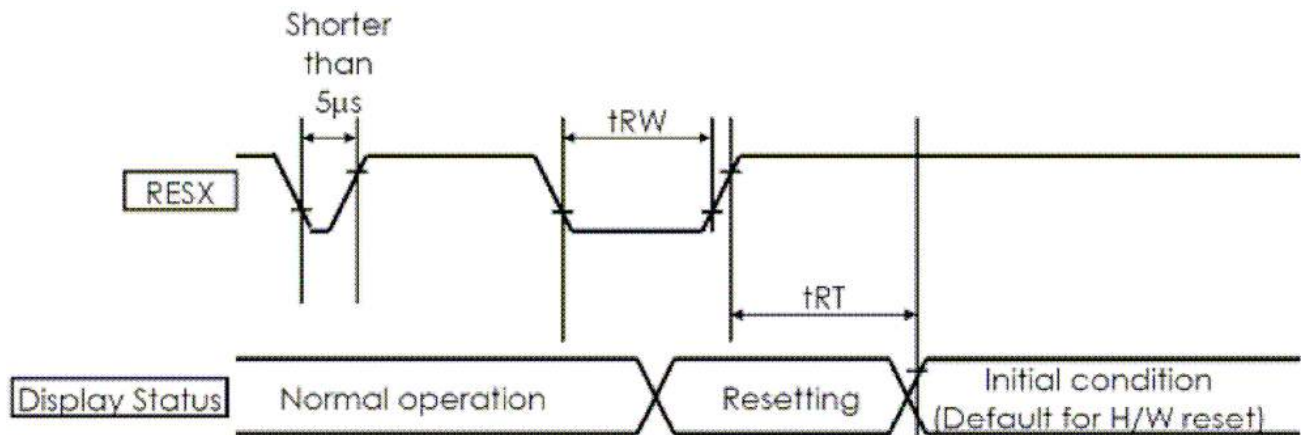 Shorter
than
5µs
tRW
RESX
tRT
Display Status
Normal operation
Resetting
Initial condition
(Default for H/W reset)